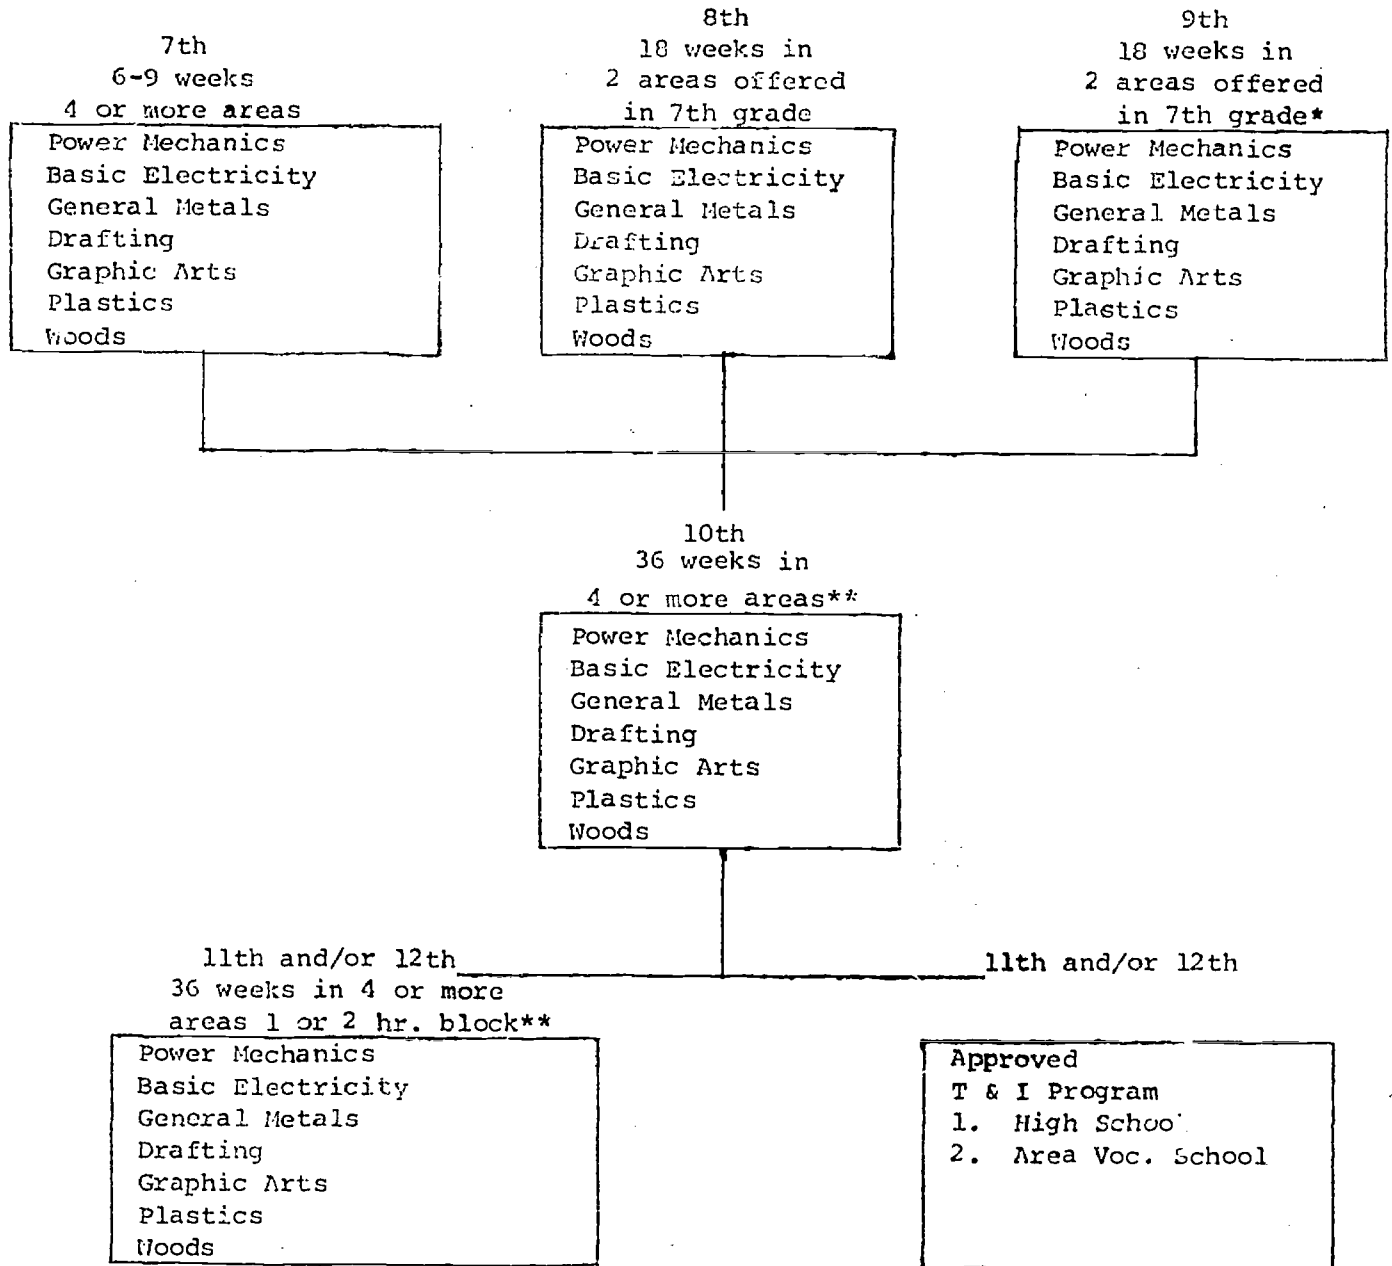 7th
6-9 weeks
4 or more areas
Power Mechanics
Basic Electricity
General Metals
Drafting
Graphic Arts
Plastics
Woods
8th
18 weeks in
2 areas offered
in 7th grade
Power Mechanics
Basic Electricity
General Metals
Drafting
Graphic Arts
Plastics
Woods
9th
18 weeks in
2 areas offered
in 7th grade*
Power Mechanics
Basic Electricity
General Metals
Drafting
Graphic Arts
Plastics
Woods
10th
36 weeks in
4 or more areas**
Power Mechanics
Basic Electricity
General Metals
Drafting
Graphic Arts
Plastics
Woods
11th and/or 12th
36 weeks in 4 or more
areas 1 or 2 hr. block**
Power Mechanics
Basic Electricity
General Metals
Drafting
Graphic Arts
Plastics
Woods
11th and/or 12th
Approved
T & I Program
1. High School
2. Area Voc. School